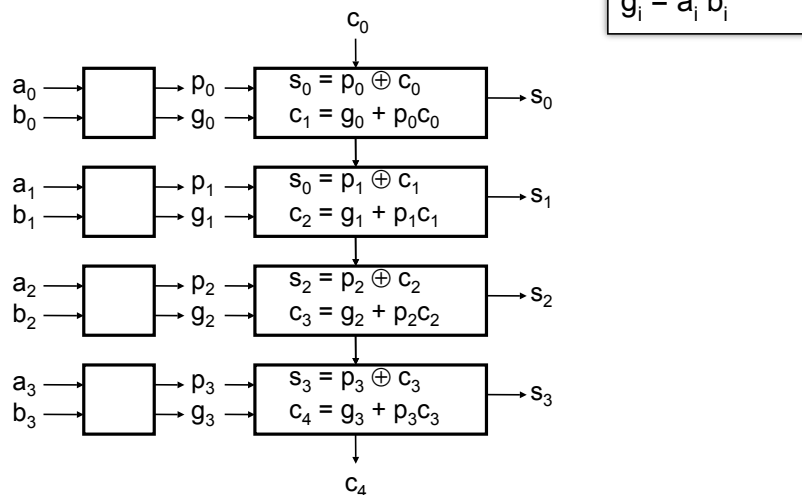 gᵢ = aᵢ bᵢ
c₀
a₀ p₀ s₀ = p₀ ⊕ c₀
b₀ g₀ c₁ = g₀ + p₀c₀ s₀
a₁ p₁ s₀ = p₁ ⊕ c₁
b₁ g₁ c₂ = g₁ + p₁c₁ s₁
a₂ p₂ s₂ = p₂ ⊕ c₂
b₂ g₂ c₃ = g₂ + p₂c₂ s₂
a₃ p₃ s₃ = p₃ ⊕ c₃
b₃ g₃ c₄ = g₃ + p₃c₃ s₃
c₄